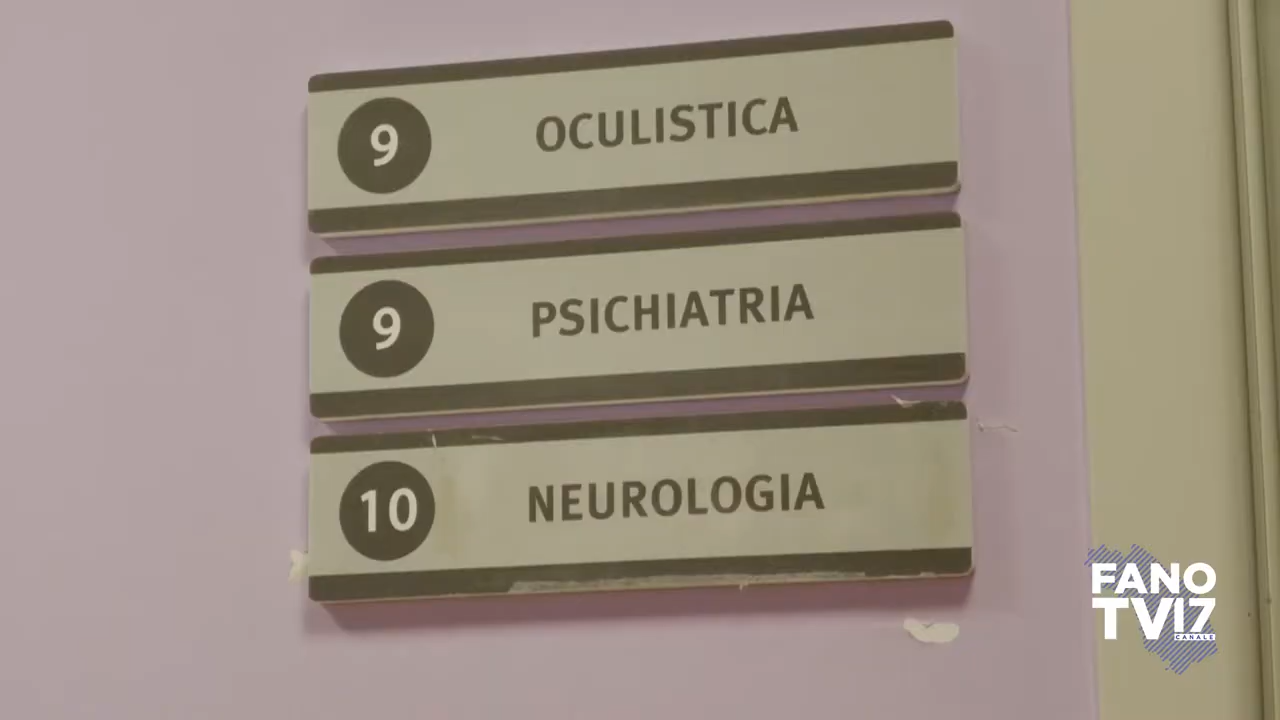 9 OCULISTICA
9 PSICHIATRIA
10 NEUROLOGIA
FANO
TV17
CANALE